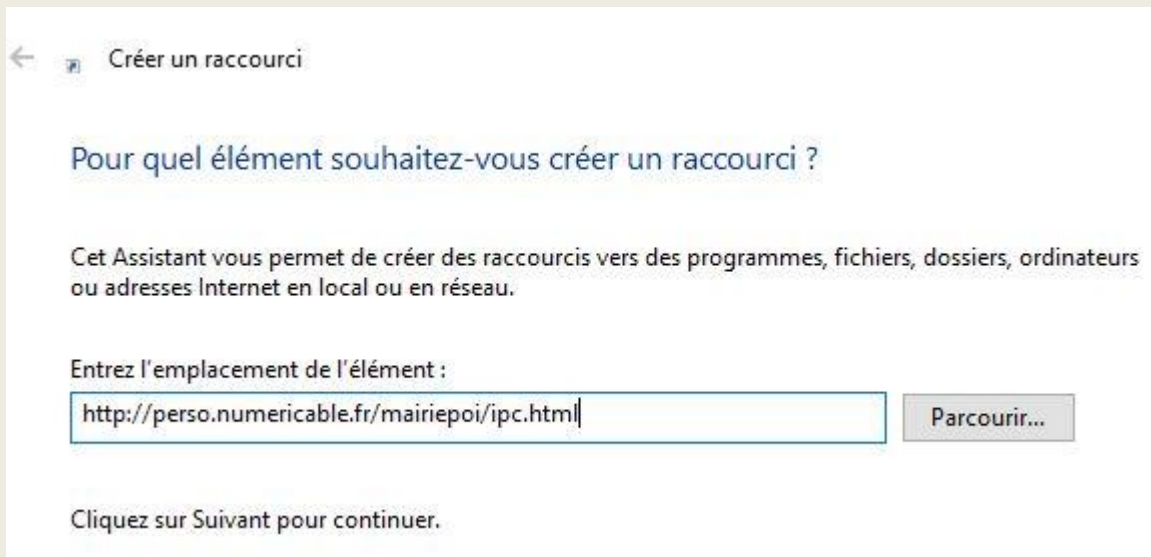 Créer un raccourci
Pour quel élément souhaitez-vous créer un raccourci ?
Cet Assistant vous permet de créer des raccourcis vers des programmes, fichiers, dossiers, ordinateurs
ou adresses Internet en local ou en réseau.
Entrez l'emplacement de l'élément :
http://perso.numericable.fr/mairiepoi/ipc.html
Parcourir...
Cliquez sur Suivant pour continuer.